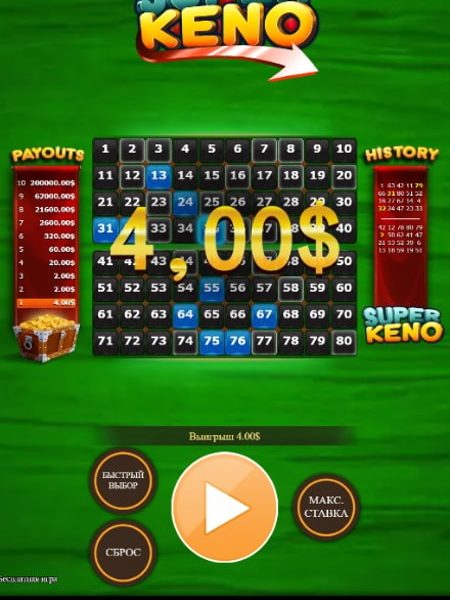 SUPER
KENO
PAYOUTS
HISTORY
10 200000.00$
9 62000.00$
8 21600.00$
7 2600.00$
6 320.00$
5 60.00$
4 20.00$
3 2.00$
2 2.00$
1 4.00$
1 2 3 4 5 6 7 8 9 10
11 12 13 14 15 16 17 18 19 20
21 22 23 24 25 26 27 28 29 30
31 33 34
4,00$
51 52 53 54 55 56 57 58 59 60
61 62 63 64 65 66 67 68 69 70
71 72 73 74 75 76 77 78 79 80
SUPER
KENO
Выигрыш 4.00$
БЫСТРЫЙ
ВЫБОР
МАКС.
СТАВКА
СБРОС
Бесплатная игра